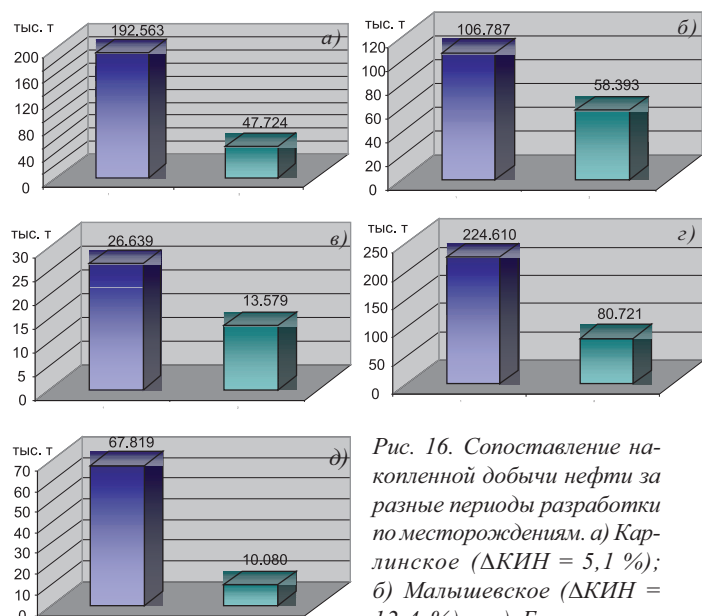 тыс. т
192.563
а)
200
160
120
80
40
0
47.724
тыс. т
106.787
б)
120
100
80
60
40
20
0
58.393
тыс. т
26.639
в)
30
25
20
15
10
5
0
13.579
тыс. т
224.610
г)
250
200
150
100
50
0
80.721
тыс. т
67.819
д)
70
60
50
40
30
20
10
0
10.080
Рис. 16. Сопоставление на-
копленной добычи нефти за
разные периоды разработки
по месторождениям. а) Кар-
линское (ΔКИН = 5,1 %);
б) Малышевское (ΔКИН =